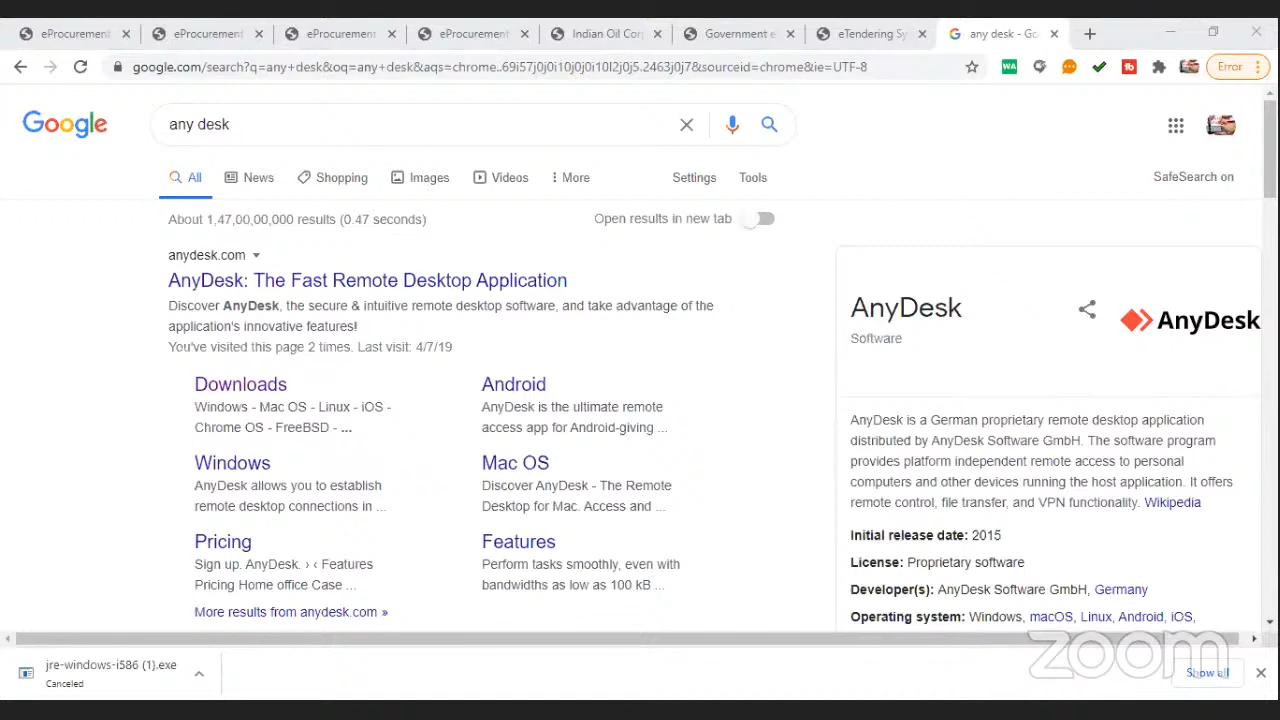 eProcurement
eProcurement
eProcurement
eProcurement
Indian Oil Cor
Government e
eTendering Sy
any desk - Go
google.com/search?q=any+desk&oq=any+desk&aqs=chrome..69i57j0j0i10j0j0i10l2j0j5.2463j0j7&sourceid=chrome&ie=UTF-8
WA
Error
Google
any desk
All
News
Shopping
Images
Videos
More
Settings
Tools
SafeSearch on
About 1,47,00,00,000 results (0.47 seconds)
Open results in new tab
anydesk.com
AnyDesk: The Fast Remote Desktop Application
Discover AnyDesk, the secure & intuitive remote desktop software, and take advantage of the
application's innovative features!
You've visited this page 2 times. Last visit: 4/7/19
Downloads
Windows - Mac OS - Linux - iOS -
Chrome OS - FreeBSD - ...
Android
AnyDesk is the ultimate remote
access app for Android-giving ...
Windows
AnyDesk allows you to establish
remote desktop connections in ...
Mac OS
Discover AnyDesk - The Remote
Desktop for Mac. Access and ...
Pricing
Sign up. AnyDesk. › ‹ Features
Pricing Home office Case ...
Features
Perform tasks smoothly, even with
bandwidths as low as 100 kB ...
More results from anydesk.com »
AnyDesk
Software
AnyDesk
AnyDesk is a German proprietary remote desktop application
distributed by AnyDesk Software GmbH. The software program
provides platform independent remote access to personal
computers and other devices running the host application. It offers
remote control, file transfer, and VPN functionality. Wikipedia
Initial release date: 2015
License: Proprietary software
Developer(s): AnyDesk Software GmbH, Germany
Operating system: Windows, macOS, Linux, Android, iOS,
jre-windows-i586 (1).exe
Canceled
Show all
zoom